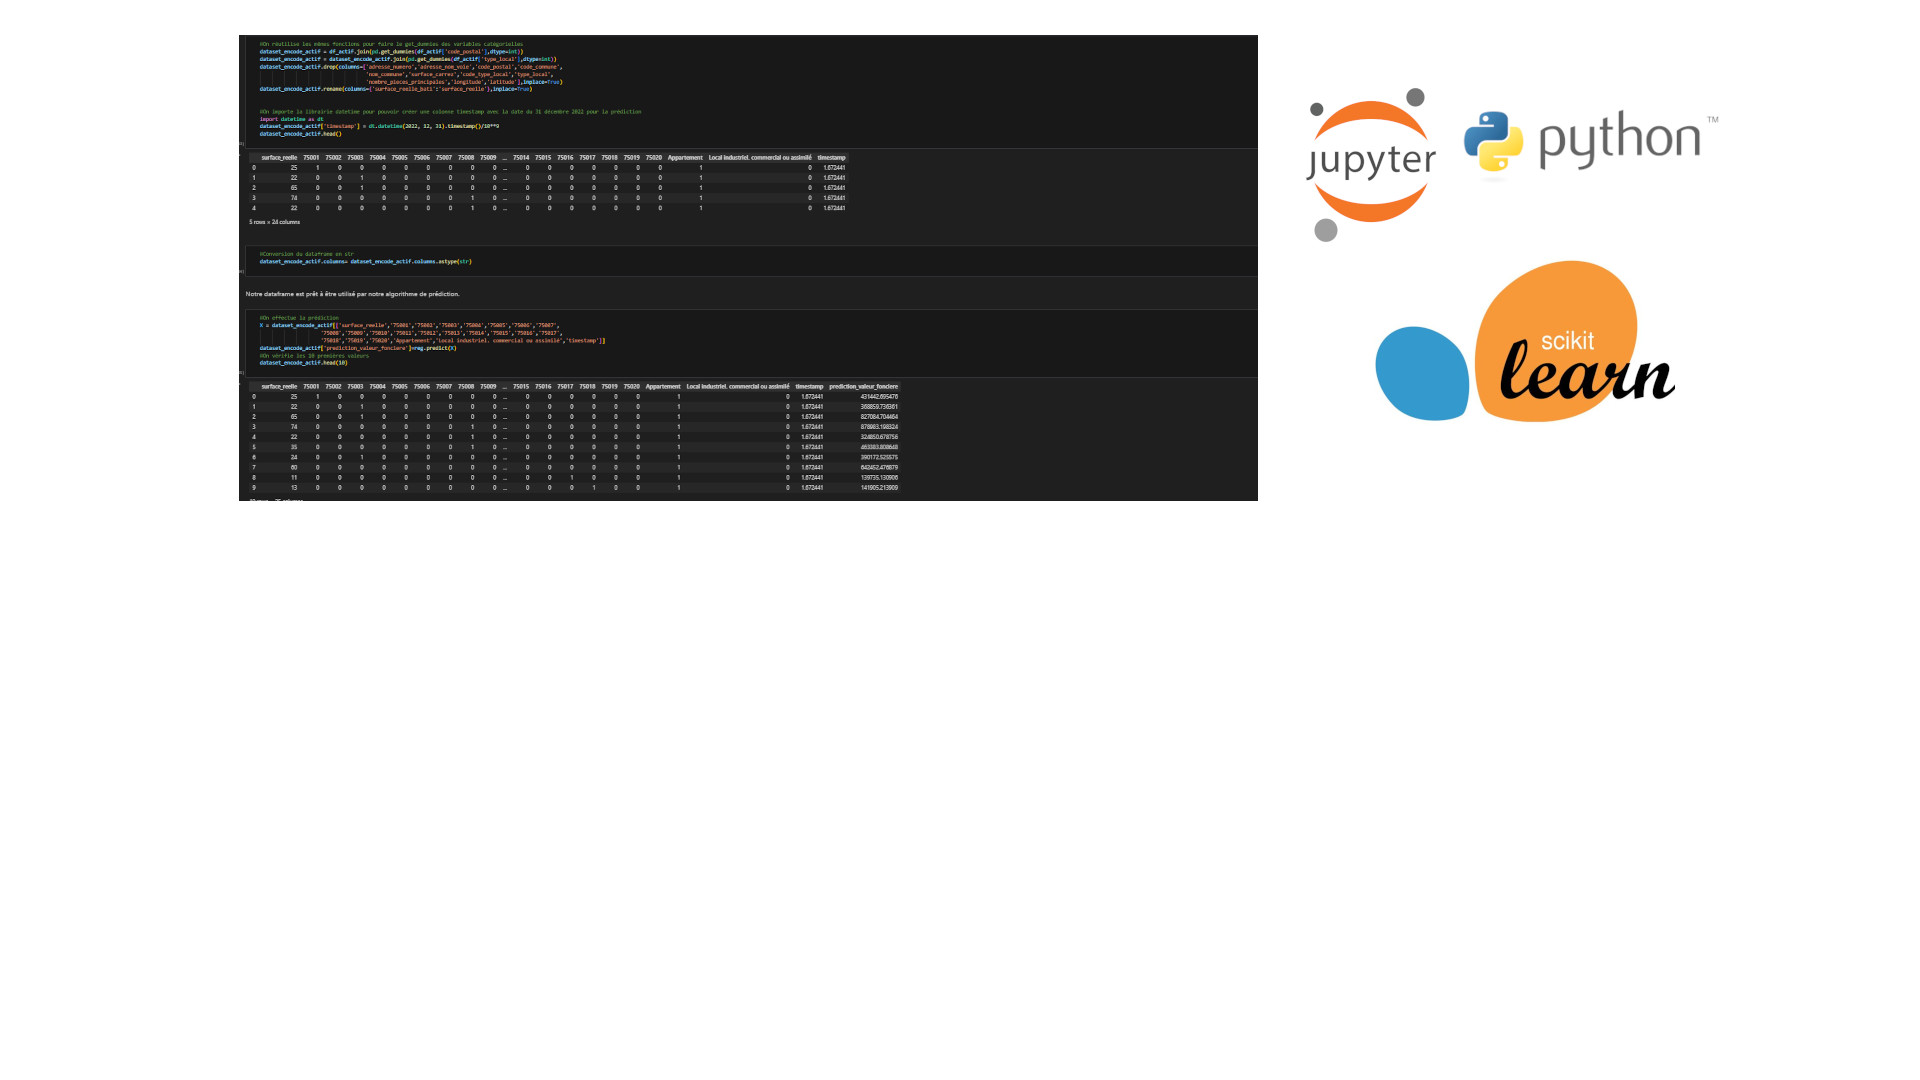 #On réutilise les mêmes fonctions pour faire le get_dummies des variables catégorielles
dataset_encode_actif = df_actif.join(pd.get_dummies(df_actif['code_postal'],dtype=int))
dataset_encode_actif = dataset_encode_actif.join(pd.get_dummies(df_actif['type_local'],dtype=int))
dataset_encode_actif.drop(columns=['adresse_numero','adresse_nom_voie','code_postal','code_commune',
'nom_commune','surface_carrez','code_type_local','type_local',
'nombre_pieces_principales','longitude','latitude'],inplace=True)
dataset_encode_actif.rename(columns={'surface_reelle_bati':'surface_reelle'},inplace=True)
#On importe la librairie datetime pour pouvoir créer une colonne timestamp avec la date du 31 décembre 2022 pour la prédiction
import datetime as dt
dataset_encode_actif['timestamp'] = dt.datetime(2022, 12, 31).timestamp()/10**9
dataset_encode_actif.head()
surface_reelle 75001 75002 75003 75004 75005 75006 75007 75008 75009 ... 75014 75015 75016 75017 75018 75019 75020 Appartement Local industriel. commercial ou assimilé timestamp
0 25 1 0 0 0 0 0 0 0 0 ... 0 0 0 0 0 0 0 1 0 1.672441
1 22 0 0 1 0 0 0 0 0 0 ... 0 0 0 0 0 0 0 1 0 1.672441
2 65 0 0 1 0 0 0 0 0 0 ... 0 0 0 0 0 0 0 1 0 1.672441
3 74 0 0 0 0 0 0 0 1 0 ... 0 0 0 0 0 0 0 1 0 1.672441
4 22 0 0 0 0 0 0 0 1 0 ... 0 0 0 0 0 0 0 1 0 1.672441
5 rows × 24 columns
#Conversion du dataframe en str
dataset_encode_actif.columns= dataset_encode_actif.columns.astype(str)
Notre dataframe est prêt à être utilisé par notre algorithme de prédiction.
#On effectue la prédiction
X = dataset_encode_actif[['surface_reelle','75001','75002','75003','75004','75005','75006','75007',
'75008','75009','75010','75011','75012','75013','75014','75015','75016','75017',
'75018','75019','75020','Appartement','Local industriel. commercial ou assimilé','timestamp']]
dataset_encode_actif['prediction_valeur_fonciere']=reg.predict(X)
#On vérifie les 10 premières valeurs
dataset_encode_actif.head(10)
surface_reelle 75001 75002 75003 75004 75005 75006 75007 75008 75009 ... 75015 75016 75017 75018 75019 75020 Appartement Local industriel. commercial ou assimilé timestamp prediction_valeur_fonciere
0 25 1 0 0 0 0 0 0 0 0 ... 0 0 0 0 0 0 1 0 1.672441 431442.695476
1 22 0 0 1 0 0 0 0 0 0 ... 0 0 0 0 0 0 1 0 1.672441 368859.736361
2 65 0 0 1 0 0 0 0 0 0 ... 0 0 0 0 0 0 1 0 1.672441 827084.704464
3 74 0 0 0 0 0 0 0 1 0 ... 0 0 0 0 0 0 1 0 1.672441 878983.198324
4 22 0 0 0 0 0 0 0 1 0 ... 0 0 0 0 0 0 1 0 1.672441 324850.678756
5 35 0 0 0 0 0 0 0 1 0 ... 0 0 0 0 0 0 1 0 1.672441 463383.808648
6 24 0 0 1 0 0 0 0 0 0 ... 0 0 0 0 0 0 1 0 1.672441 390172.525575
7 60 0 0 0 0 0 0 0 0 0 ... 0 0 0 0 0 0 1 0 1.672441 642452.476879
8 11 0 0 0 0 0 0 0 0 0 ... 0 0 1 0 0 0 1 0 1.672441 139735.130906
9 13 0 0 0 0 0 0 0 0 0 ... 0 0 0 1 0 0 1 0 1.672441 141905.213909
jupyter
python TM
scikit
learn